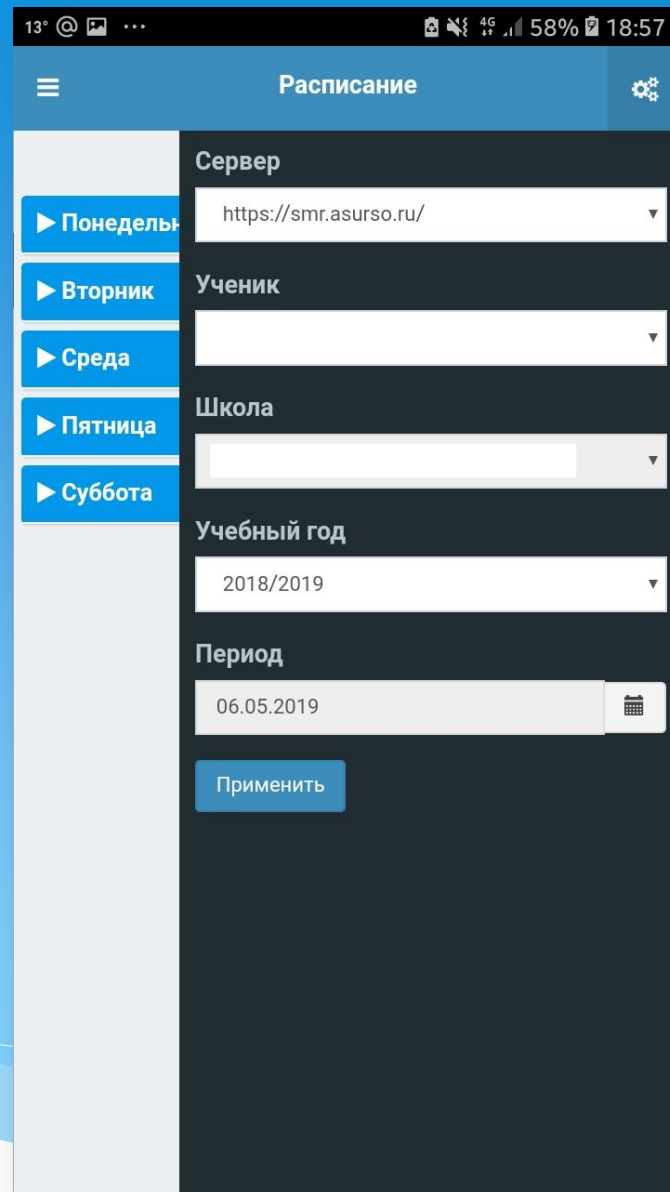 13° @ ... 4G 58% 18:57
Расписание
Сервер
https://smr.asurso.ru/
Понедельн
Ученик
Вторник
Среда
Школа
Пятница
Суббота
Учебный год
2018/2019
Период
06.05.2019
Применить